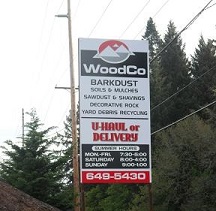 WoodCo
BARKDUST
SOILS & MULCHES
SAWDUST & SHAVINGS
DECORATIVE ROCK
YARD DEBRIS RECYCLING
U-HAUL OR
DELIVERY
SUMMER HOURS
MON.-FRI. 7:30-5:00
SATURDAY 8:00-4:00
SUNDAY 9:00-1:00
649-5430